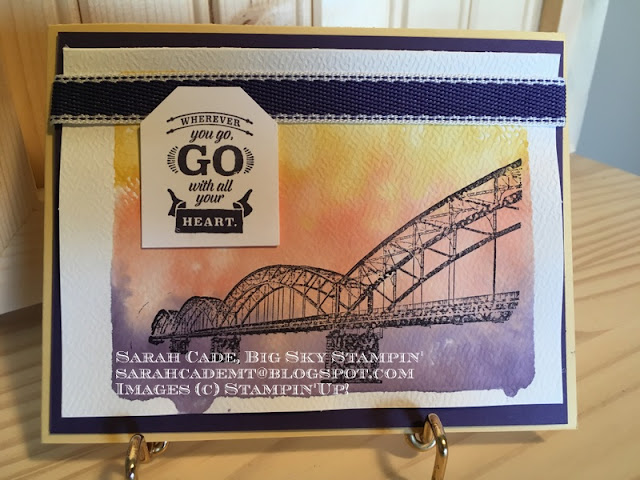 WHEREVER
you go,
GO
with all
your
HEART.
Sarah Cade, Big Sky Stampin'
sarahcademt@blogspot.com
Images (c) Stampin'Up!